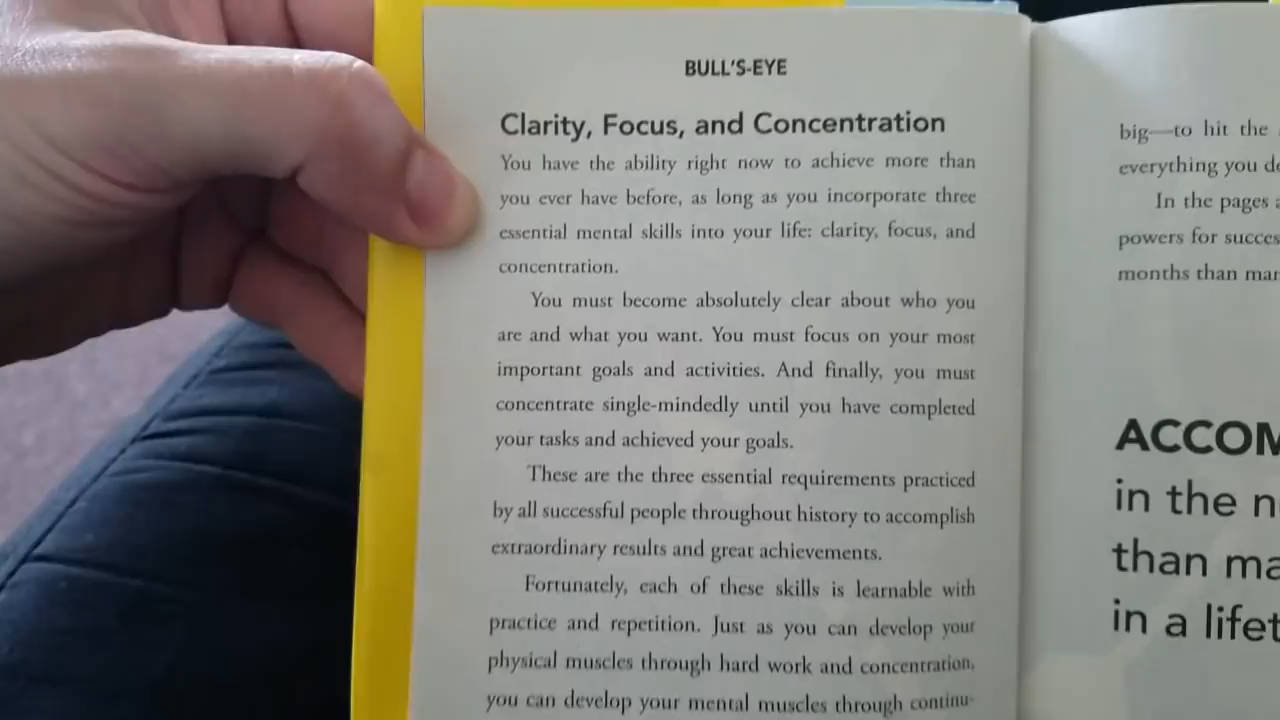 BULL'S-EYE
Clarity, Focus, and Concentration
You have the ability right now to achieve more than
you ever have before, as long as you incorporate three
essential mental skills into your life: clarity, focus, and
concentration.
You must become absolutely clear about who you
are and what you want. You must focus on your most
important goals and activities. And finally, you must
concentrate single-mindedly until you have completed
your tasks and achieved your goals.
These are the three essential requirements practiced
by all successful people throughout history to accomplish
extraordinary results and great achievements.
Fortunately, each of these skills is learnable with
practice and repetition. Just as you can develop your
physical muscles through hard work and concentration,
you can develop your mental muscles through continu-
big—to hit the
everything you
In the pages
powers for
months than
in the
than
in a